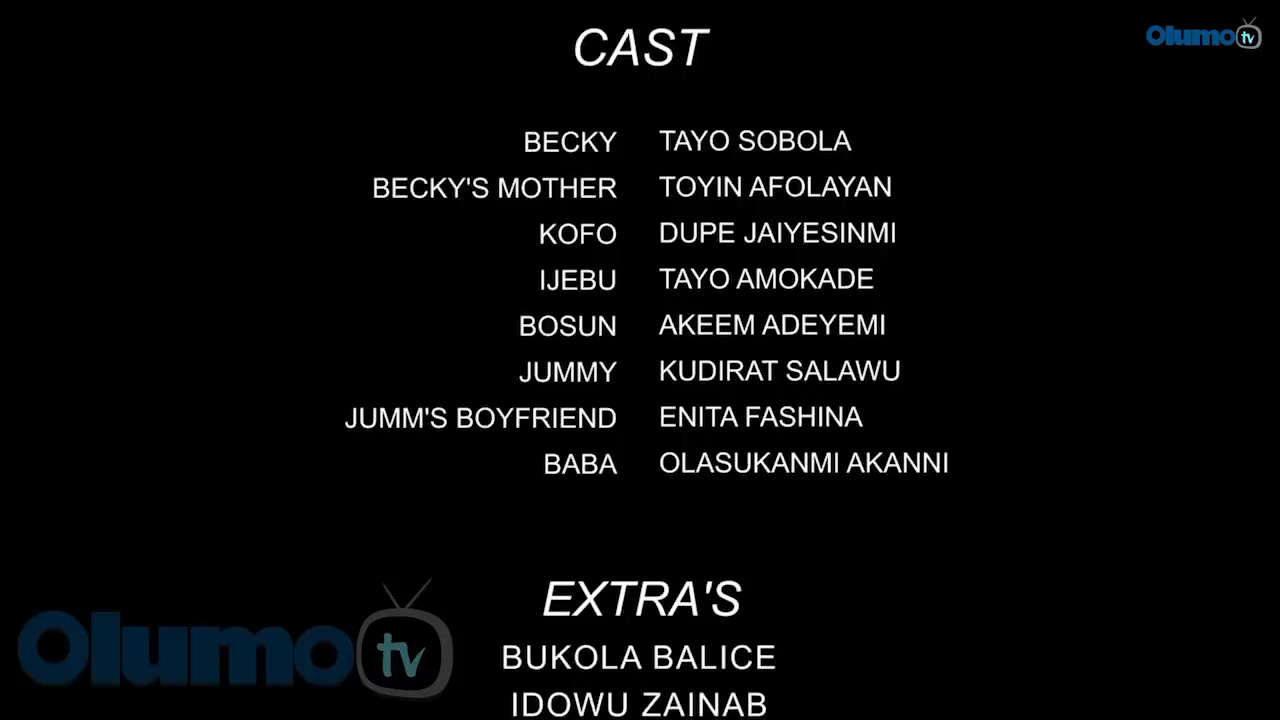 CAST
Olumo tv
BECKY TAYO SOBOLA
BECKY'S MOTHER TOYIN AFOLAYAN
KOFO DUPE JAIYESINMI
IJEBU TAYO AMOKADE
BOSUN AKEEM ADEYEMI
JUMMY KUDIRAT SALAWU
JUMM'S BOYFRIEND ENITA FASHINA
BABA OLASUKANMI AKANNI
EXTRA'S
BUKOLA BALICE
IDOWU ZAINAB
Olumo tv